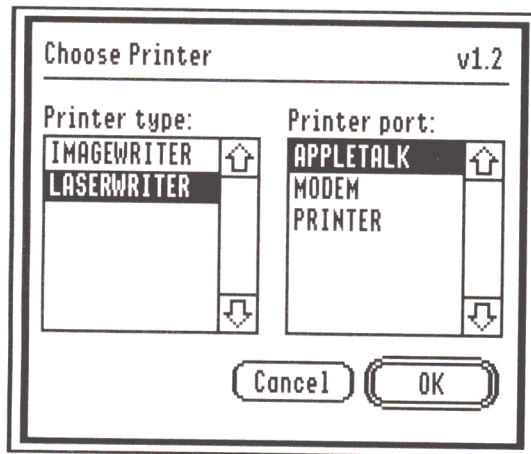 Choose Printer v1.2
Printer type:
IMAGEWRITER
LASERWRITER
Printer port:
APPLETALK
MODEM
PRINTER
Cancel OK